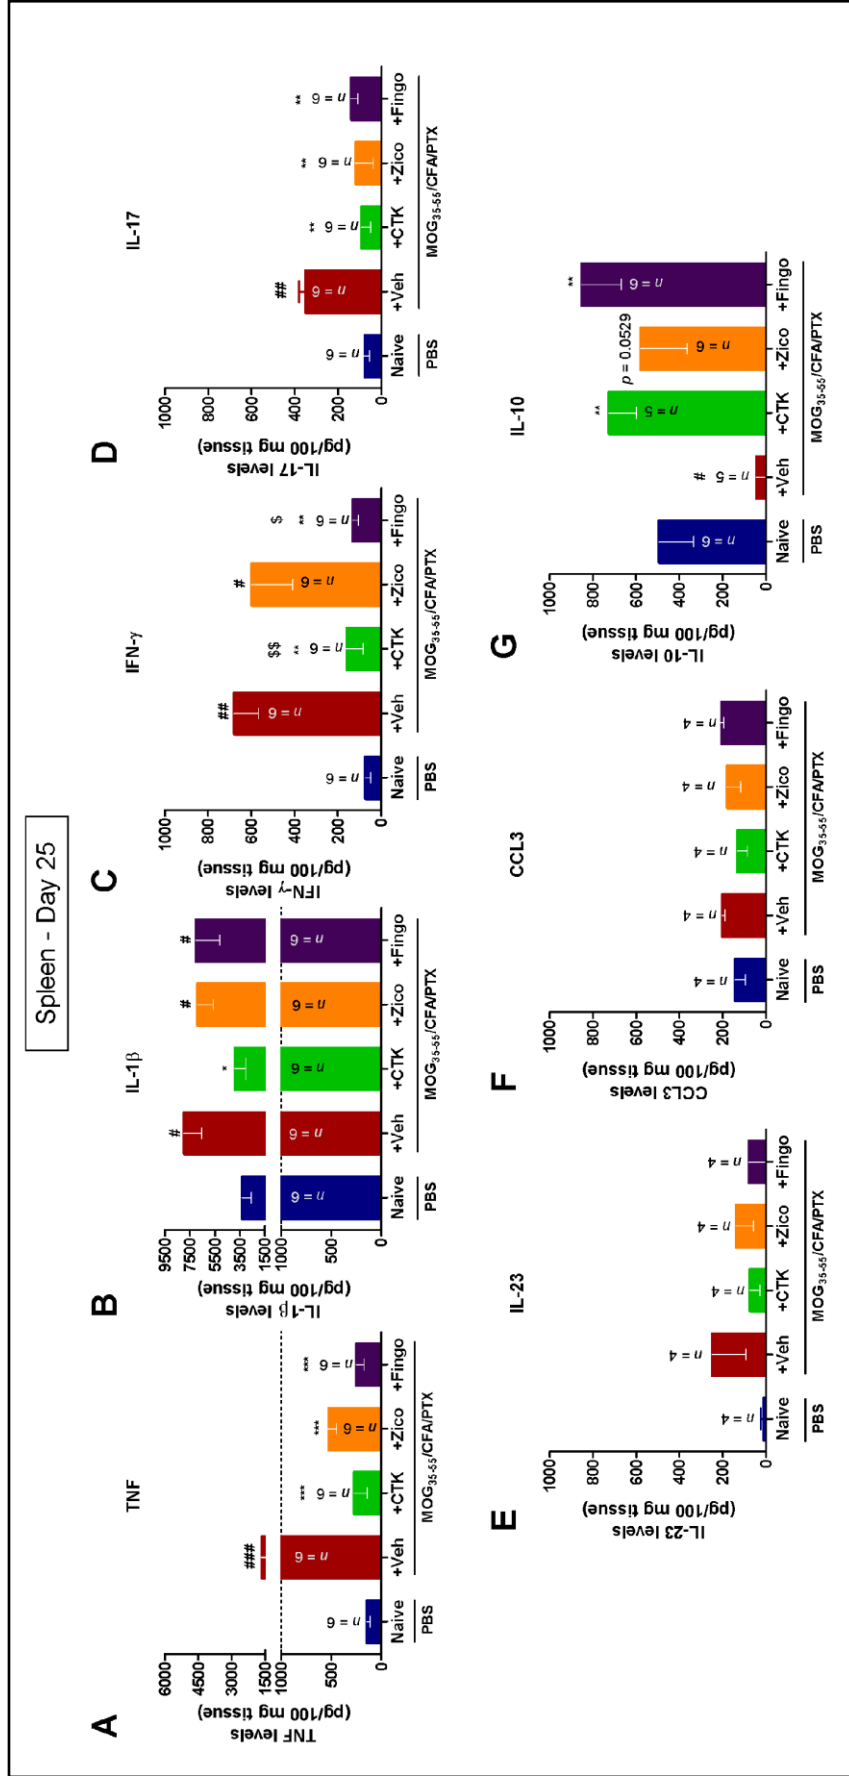 Spleen - Day 25
A
TNF
TNF levels
(pg/100 mg tissue)
6000
4500
3000
1500
1000
500
0
###
***
***
***
n = 6
n = 6
n = 6
n = 6
n = 6
Naive
+Veh
+CTK
+Zico
+Fingo
PBS
MOG35-55/CFA/PTX
B
IL-1β
IL-1β levels
(pg/100 mg tissue)
9500
7500
5500
3500
1500
1000
500
0
#
*
#
#
n = 6
n = 6
n = 6
n = 6
n = 6
Naive
+Veh
+CTK
+Zico
+Fingo
PBS
MOG35-55/CFA/PTX
C
IFN-γ
IFN-γ levels
(pg/100 mg tissue)
1000
800
600
400
200
0
##
$$
**
#
$
**
n = 6
n = 6
n = 6
n = 6
n = 6
Naive
+Veh
+CTK
+Zico
+Fingo
PBS
MOG35-55/CFA/PTX
D
IL-17
IL-17 levels
(pg/100 mg tissue)
1000
800
600
400
200
0
##
**
**
**
n = 6
n = 6
n = 6
n = 6
n = 6
Naive
+Veh
+CTK
+Zico
+Fingo
PBS
MOG35-55/CFA/PTX
E
IL-23
IL-23 levels
(pg/100 mg tissue)
1000
800
600
400
200
0
n = 4
n = 4
n = 4
n = 4
n = 4
Naive
+Veh
+CTK
+Zico
+Fingo
PBS
MOG35-55/CFA/PTX
F
CCL3
CCL3 levels
(pg/100 mg tissue)
1000
800
600
400
200
0
n = 4
n = 4
n = 4
n = 4
n = 4
Naive
+Veh
+CTK
+Zico
+Fingo
PBS
MOG35-55/CFA/PTX
G
IL-10
IL-10 levels
(pg/100 mg tissue)
1000
800
600
400
200
0
#
**
p = 0.0529
**
n = 6
n = 5
n = 5
n = 6
n = 6
Naive
+Veh
+CTK
+Zico
+Fingo
PBS
MOG35-55/CFA/PTX